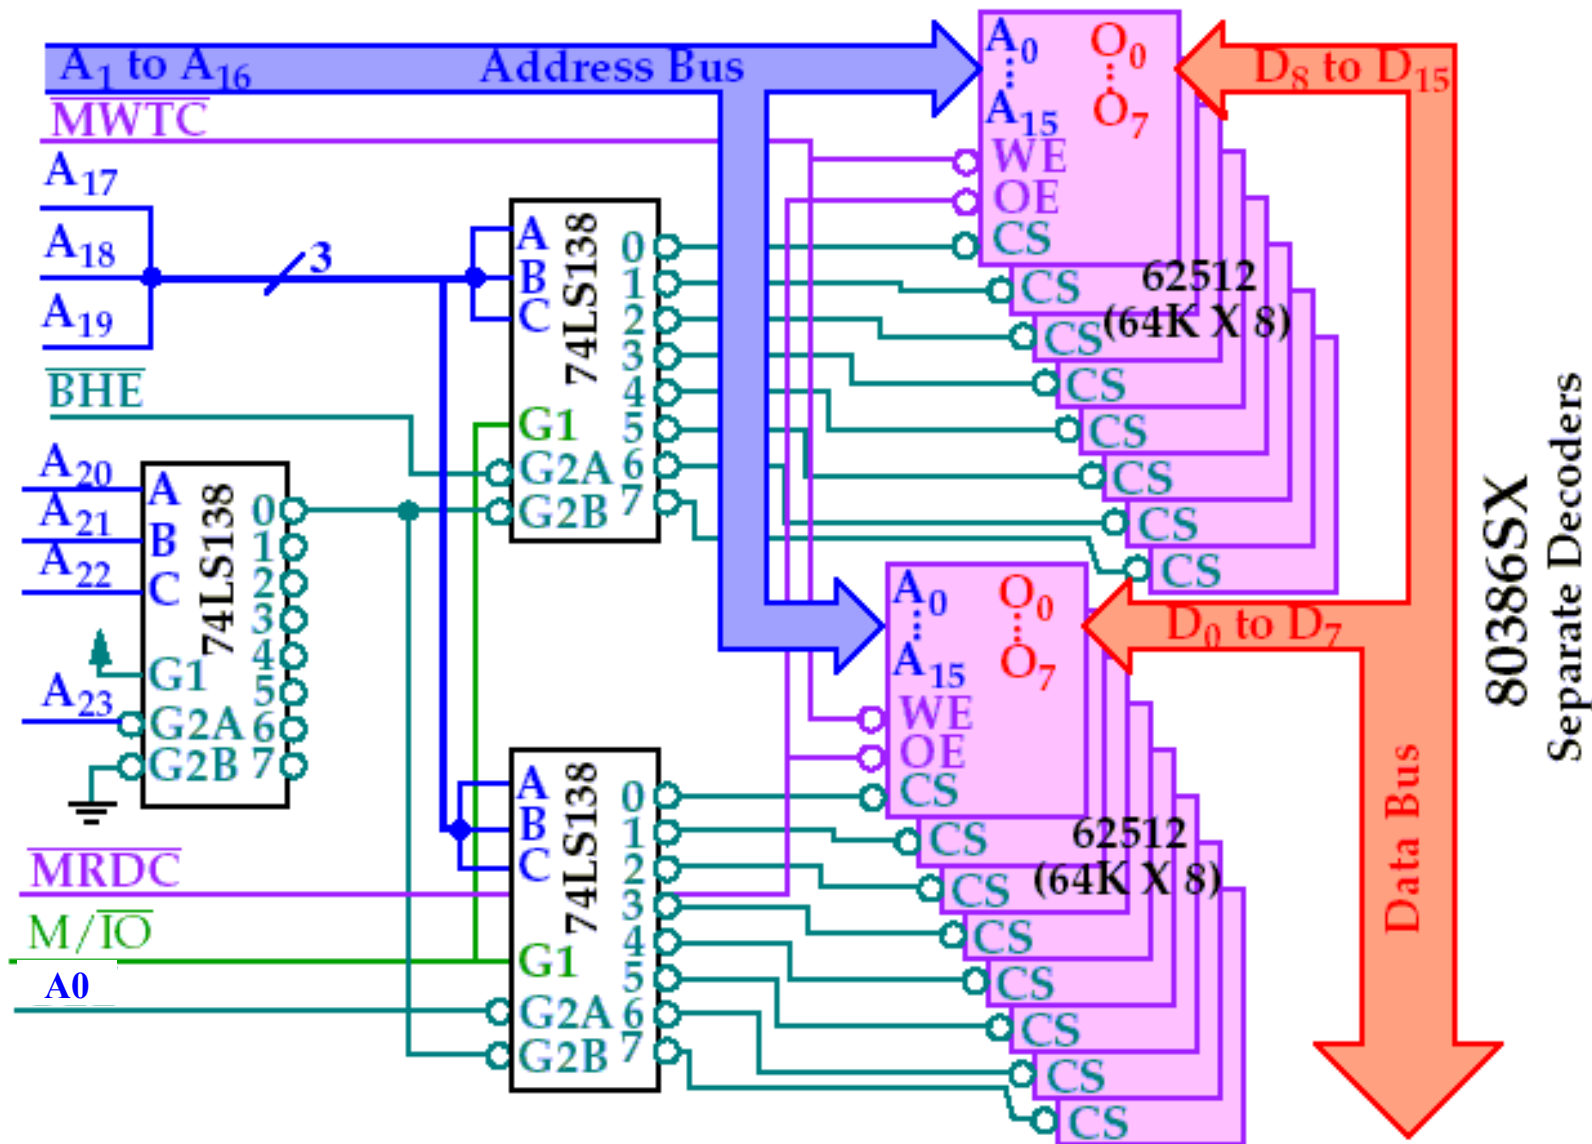 A1 to A16
Address Bus
MWTC
A17
A18
A19
3
BHE
A20
A21
A22
A23
A
B
C
G1
G2A
G2B
74LS138
0
1
2
3
4
5
6
7
A
B
C
G1
G2A
G2B
74LS138
0
1
2
3
4
5
6
7
MRDC
M/IO
A0
A
B
C
G1
G2A
G2B
74LS138
0
1
2
3
4
5
6
7
A0
A15
O0
O7
WE
OE
CS
CS
CS
CS
CS
CS
CS
CS
62512
(64K X 8)
D8 to D15
A0
A15
O0
O7
WE
OE
CS
CS
CS
CS
CS
CS
CS
CS
62512
(64K X 8)
D0 to D7
Data Bus
80386SX
Separate Decoders